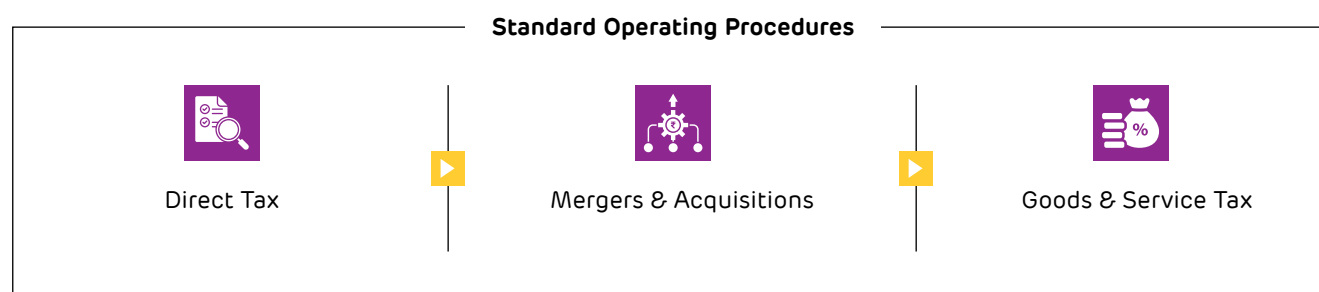 Standard Operating Procedures
₹
%
Direct Tax
Mergers & Acquisitions
Goods & Service Tax